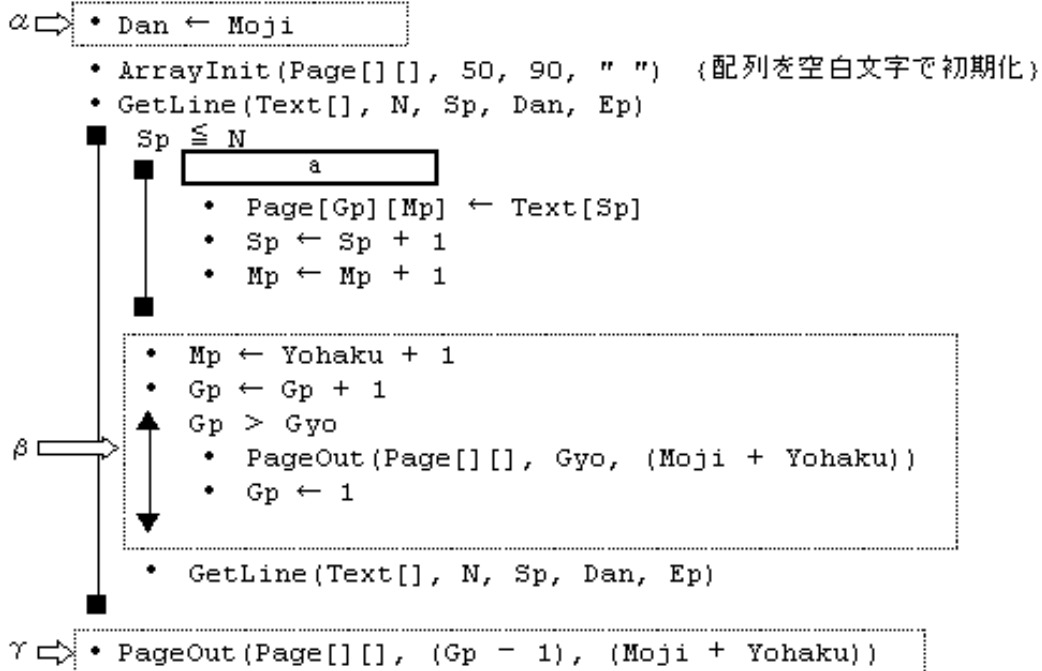 α • Dan ← Moji
• ArrayInit(Page[][], 50, 90, " ") {配列を空白文字で初期化}
• GetLine(Text[], N, Sp, Dan, Ep)
Sp ≦ N
a
• Page[Gp][Mp] ← Text[Sp]
• Sp ← Sp + 1
• Mp ← Mp + 1
• Mp ← Yohaku + 1
• Gp ← Gp + 1
Gp > Gyo
β
• PageOut(Page[][], Gyo, (Moji + Yohaku))
• Gp ← 1
• GetLine(Text[], N, Sp, Dan, Ep)
γ • PageOut(Page[][], (Gp - 1), (Moji + Yohaku))